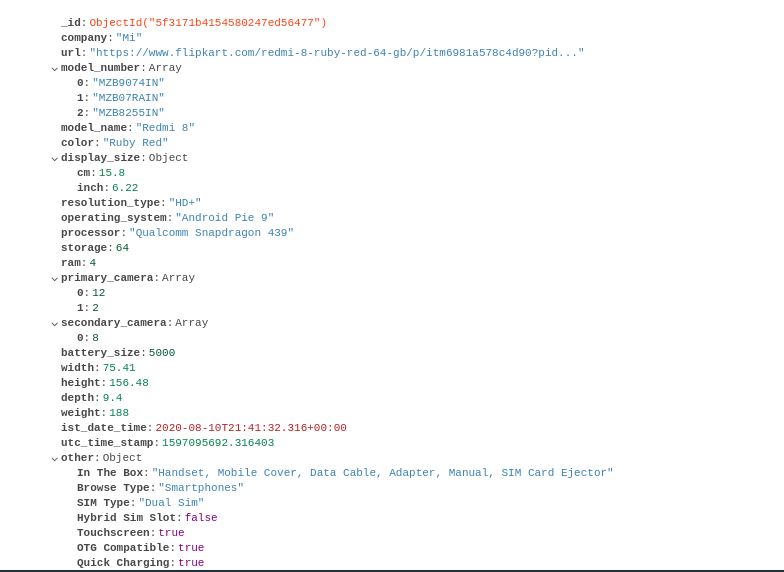 _id: ObjectId("5f3171b4154580247ed56477")
company: "Mi"
url: "https://www.flipkart.com/redmi-8-ruby-red-64-gb/p/itm6981a578c4d90?pid..."
model_number: Array
0: "MZB9074IN"
1: "MZB07RAIN"
2: "MZB8255IN"
model_name: "Redmi 8"
color: "Ruby Red"
display_size: Object
cm: 15.8
inch: 6.22
resolution_type: "HD+"
operating_system: "Android Pie 9"
processor: "Qualcomm Snapdragon 439"
storage: 64
ram: 4
primary_camera: Array
0: 12
1: 2
secondary_camera: Array
0: 8
battery_size: 5000
width: 75.41
height: 156.48
depth: 9.4
weight: 188
ist_date_time: 2020-08-10T21:41:32.316+00:00
utc_time_stamp: 1597095692.316403
other: Object
In The Box: "Handset, Mobile Cover, Data Cable, Adapter, Manual, SIM Card Ejector"
Browse Type: "Smartphones"
SIM Type: "Dual Sim"
Hybrid Sim Slot: false
Touchscreen: true
OTG Compatible: true
Quick Charging: true